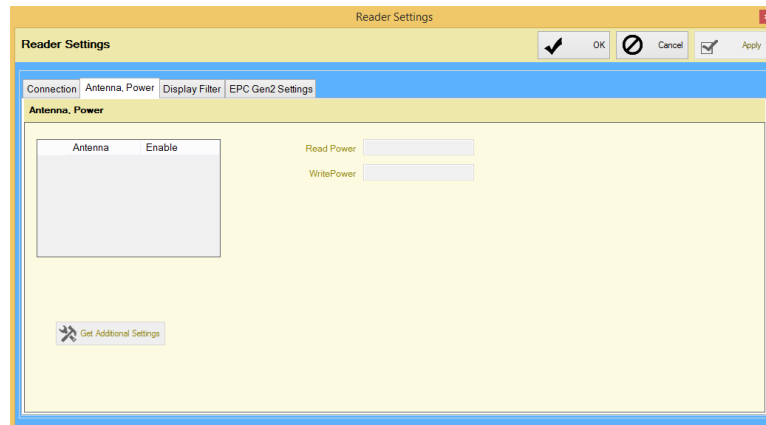 Reader Settings
Reader Settings
OK
Cancel
Apply
Connection
Antenna, Power
Display Filter
EPC Gen2 Settings
Antenna, Power
Antenna Enable
Read Power
WritePower
Get Additional Settings